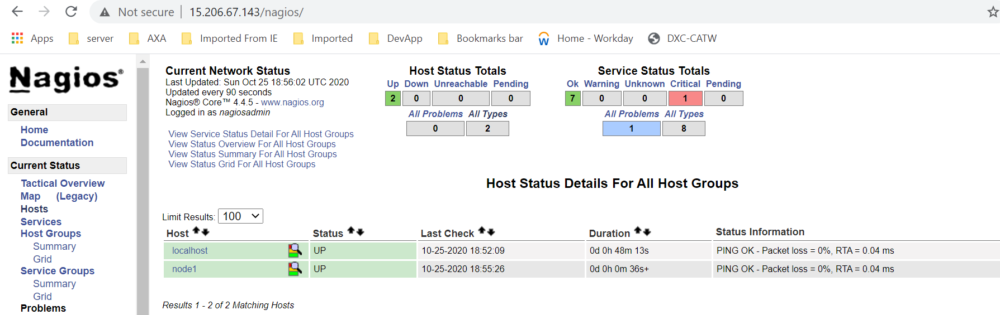 Not secure | 15.206.67.143/nagios/
Apps server AXA Imported From IE Imported DevApp Bookmarks bar Home - Workday DXC-CATW
Nagios®
General
Home
Documentation
Current Status
Tactical Overview
Map (Legacy)
Hosts
Services
Host Groups
Summary
Grid
Service Groups
Summary
Grid
Problems
Current Network Status
Last Updated: Sun Oct 25 18:56:02 UTC 2020
Updated every 90 seconds
Nagios® Core™ 4.4.5 - www.nagios.org
Logged in as nagiosadmin
View Service Status Detail For All Host Groups
View Status Overview For All Host Groups
View Status Summary For All Host Groups
View Status Grid For All Host Groups
Host Status Totals
Up Down Unreachable Pending
2 0 0 0
All Problems All Types
0 2
Service Status Totals
Ok Warning Unknown Critical Pending
7 0 0 1 0
All Problems All Types
1 8
Host Status Details For All Host Groups
Limit Results: 100
Host Status Last Check Duration Status Information
localhost UP 10-25-2020 18:52:09 0d 0h 48m 13s PING OK - Packet loss = 0%, RTA = 0.04 ms
node1 UP 10-25-2020 18:55:26 0d 0h 0m 36s+ PING OK - Packet loss = 0%, RTA = 0.04 ms
Results 1 - 2 of 2 Matching Hosts